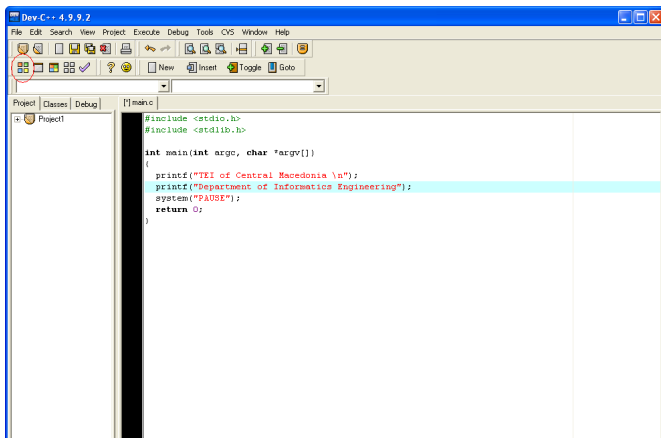 Dev-C++ 4.9.9.2
File Edit Search View Project Execute Debug Tools CVS Window Help
New Insert Toggle Goto
Project Classes Debug [*] main.c
Project1
#include <stdio.h>
#include <stdlib.h>
int main(int argc, char *argv[])
{
printf("TEI of Central Macedonia \n");
printf("Department of Informatics Engineering");
system("PAUSE");
return 0;
}